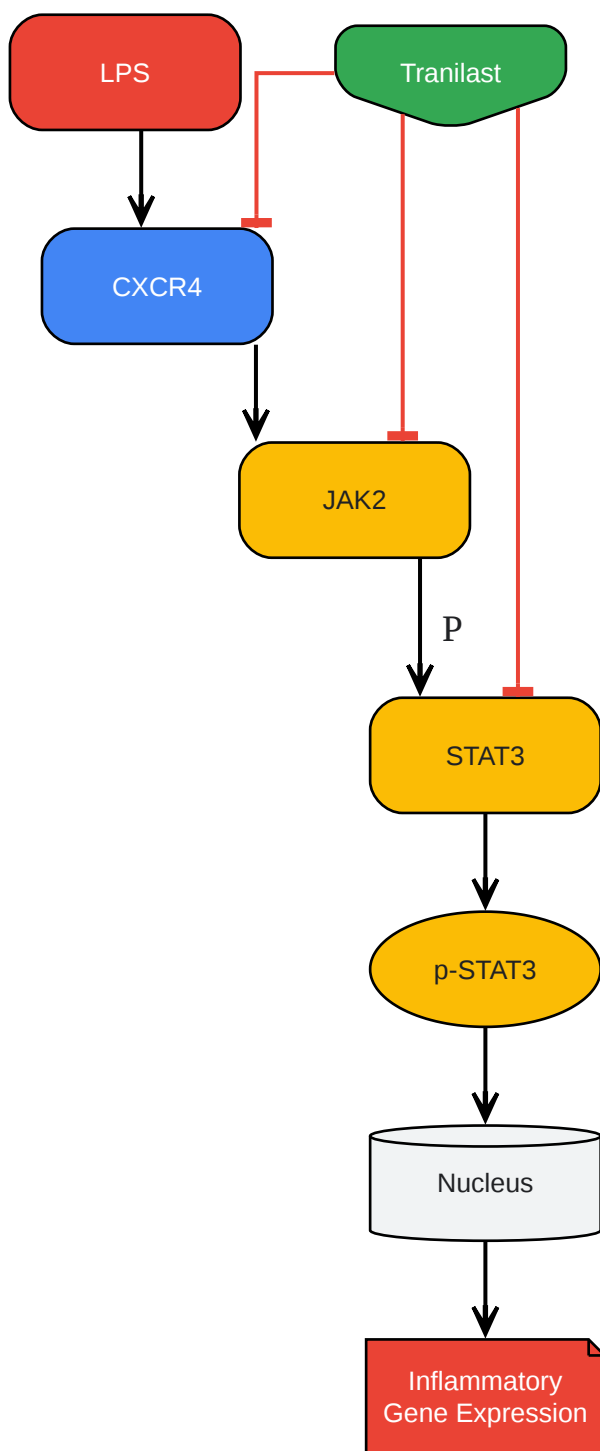 LPS
Tranilast
CXCR4
JAK2
P
STAT3
p-STAT3
Nucleus
Inflammatory
Gene Expression